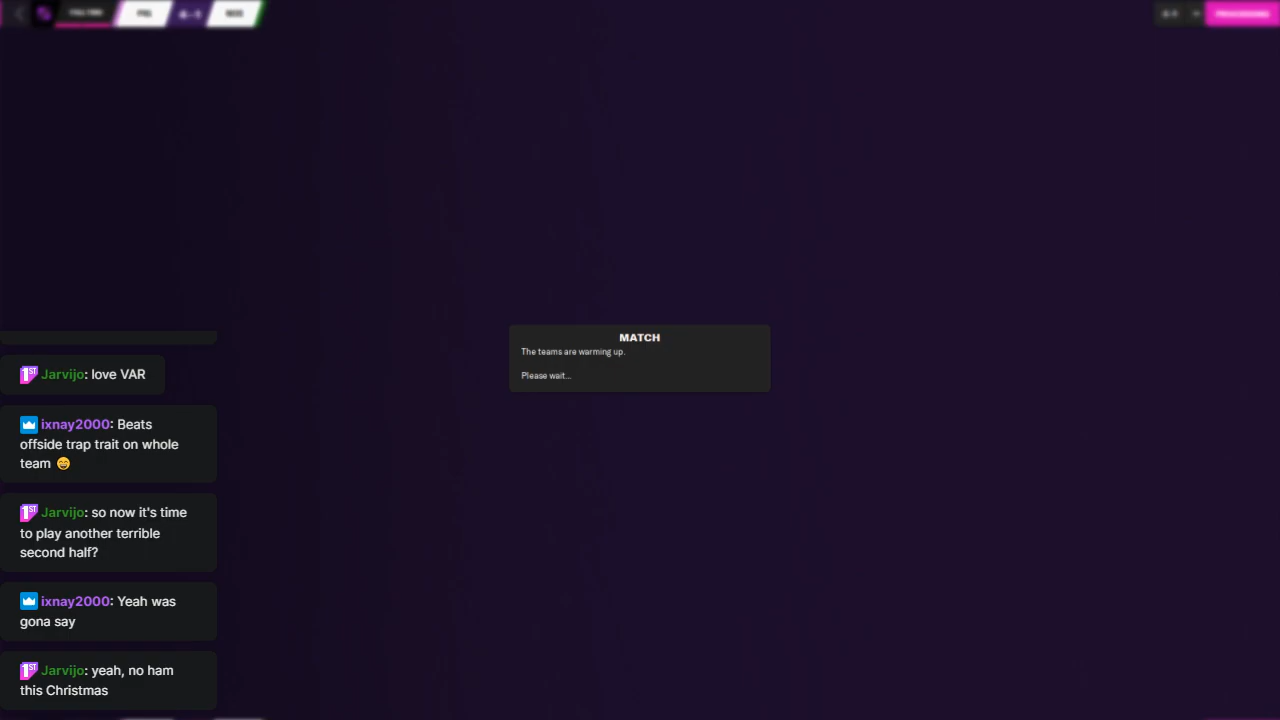 MATCH
The teams are warming up.
Please wait...
Jarvijo: love VAR
ixnay2000: Beats
offside trap trait on whole
team 😄
1ST Jarvijo: so now it's time
to play another terrible
second half?
ixnay2000: Yeah was
gona say
1ST Jarvijo: yeah, no ham
this Christmas